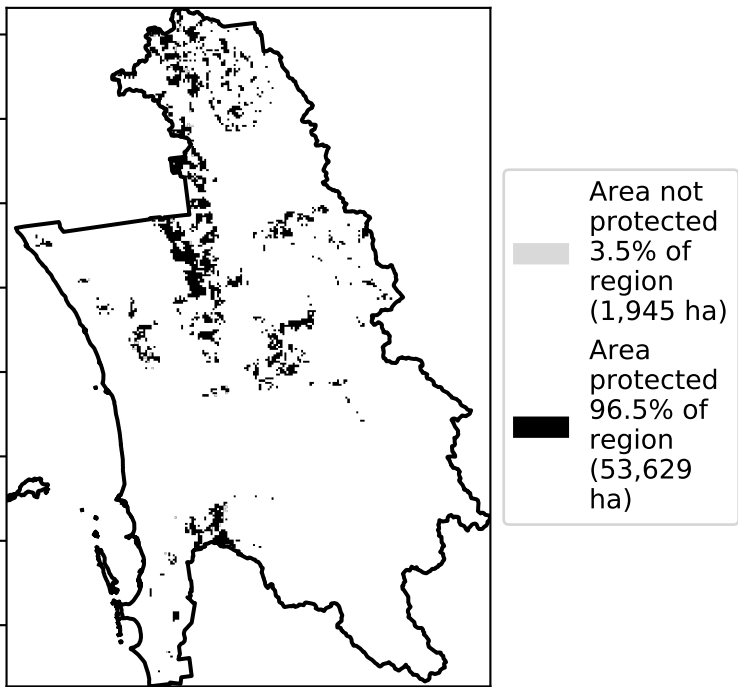 Area not
protected
3.5% of
region
(1,945 ha)
Area
protected
96.5% of
region
(53,629
ha)